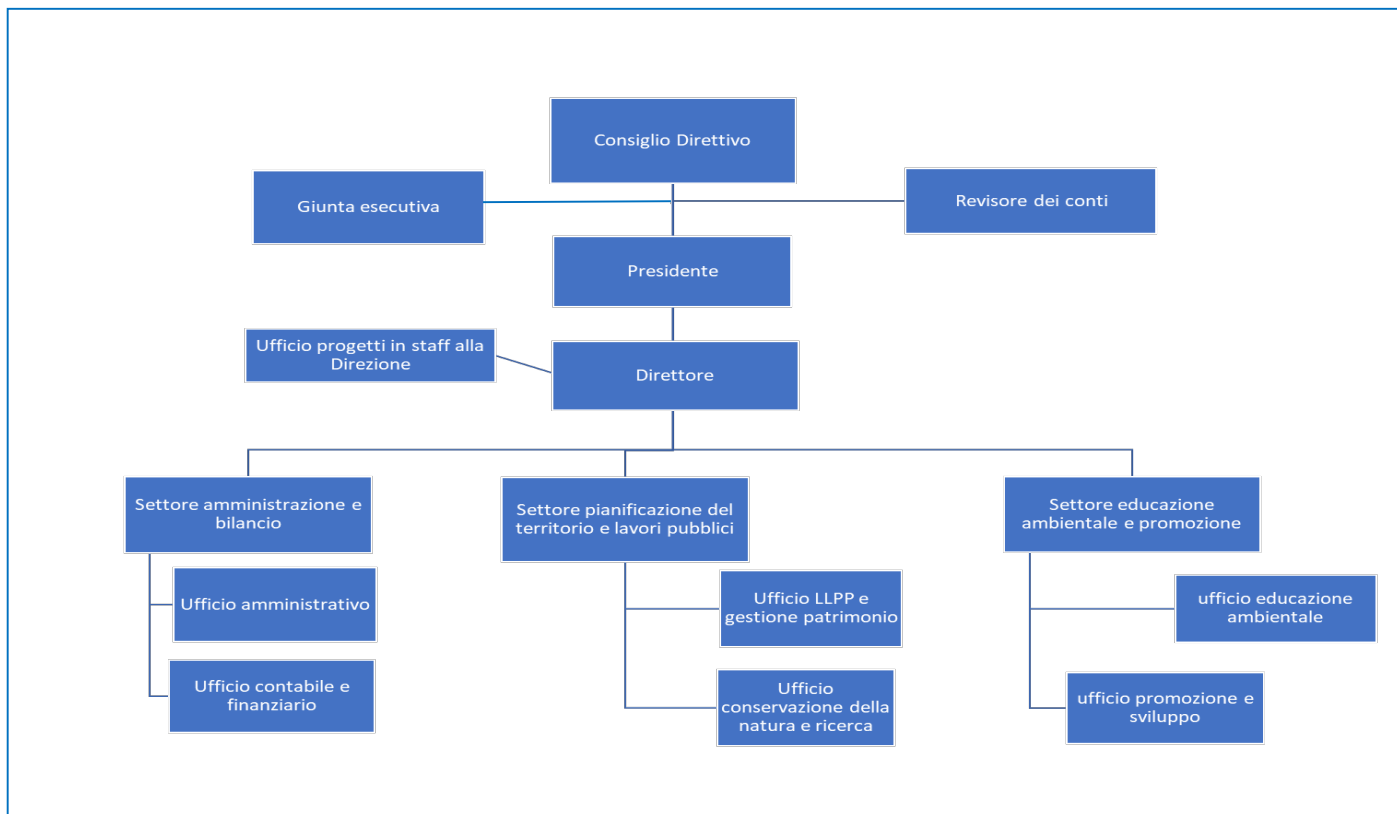 Consiglio Direttivo
Giunta esecutiva
Revisore dei conti
Presidente
Ufficio progetti in staff alla
Direzione
Direttore
Settore amministrazione e
bilancio
Settore pianificazione del
territorio e lavori pubblici
Settore educazione
ambientale e promozione
Ufficio amministrativo
Ufficio contabile e
finanziario
Ufficio LLPP e
gestione patrimonio
Ufficio
conservazione della
natura e ricerca
ufficio educazione
ambientale
ufficio promozione e
sviluppo